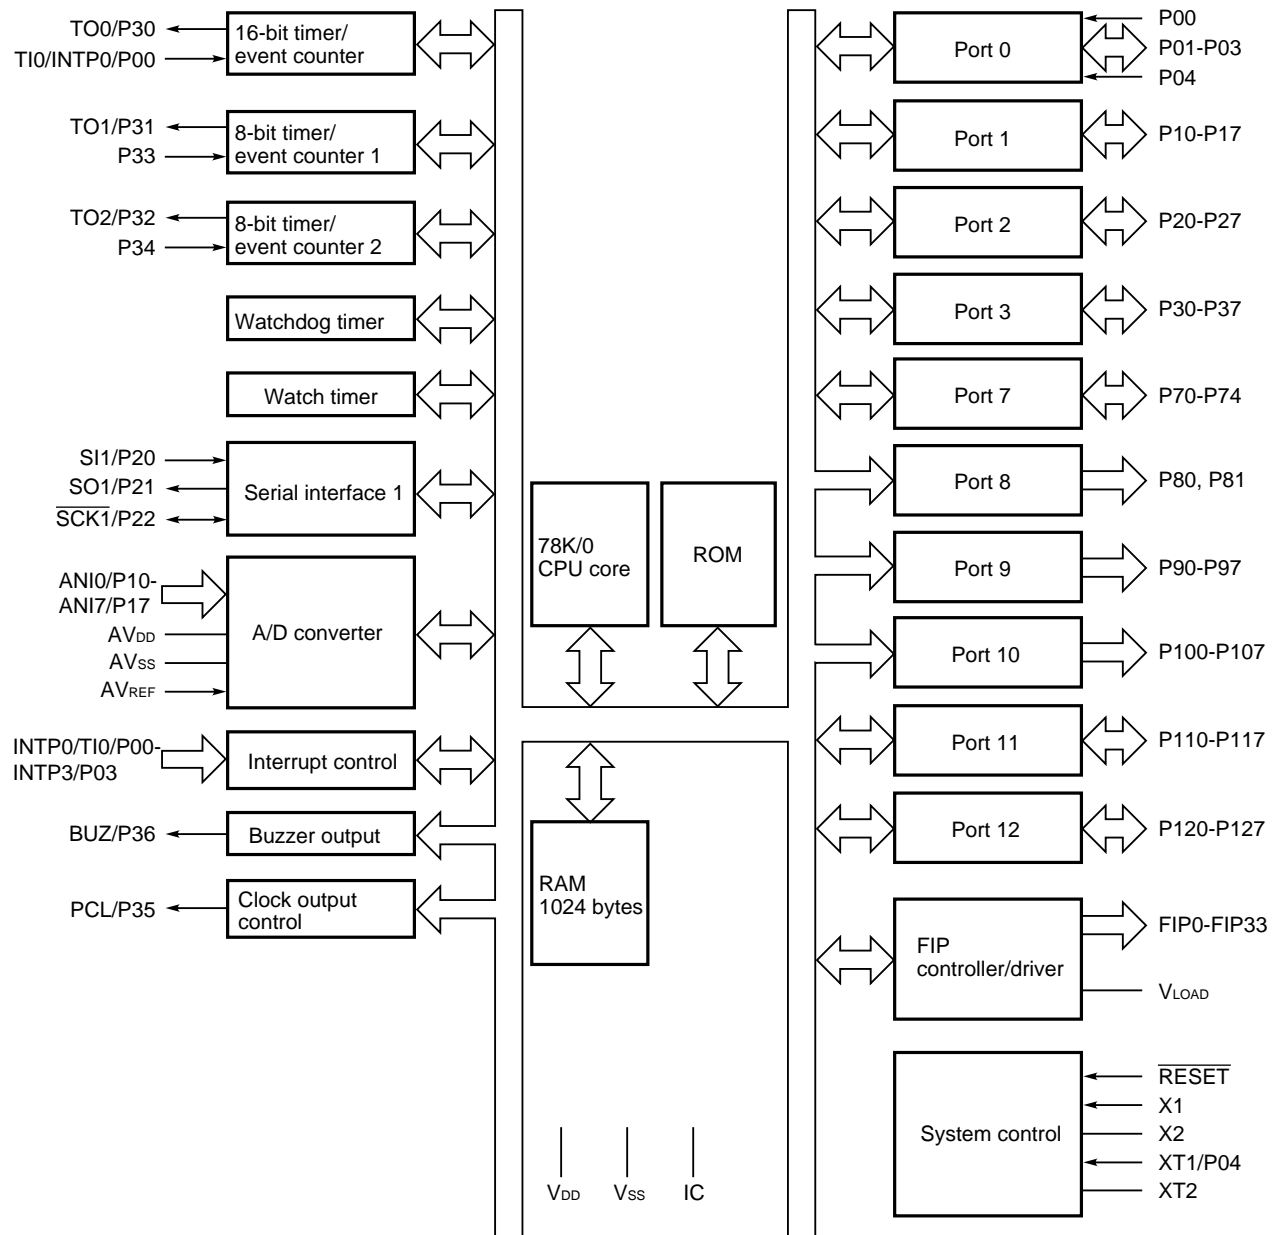 TO0/P30
TI0/INTP0/P00
16-bit timer/
event counter
TO1/P31
P33
8-bit timer/
event counter 1
TO2/P32
P34
8-bit timer/
event counter 2
Watchdog timer
Watch timer
SI1/P20
SO1/P21
SCK1/P22
Serial interface 1
ANI0/P10-
ANI7/P17
AVDD
AVSS
AVREF
A/D converter
INTP0/TI0/P00-
INTP3/P03
Interrupt control
BUZ/P36
Buzzer output
PCL/P35
Clock output
control
78K/0
CPU core
ROM
RAM
1024 bytes
VDD
VSS
IC
Port 0
P00
P01-P03
P04
Port 1
P10-P17
Port 2
P20-P27
Port 3
P30-P37
Port 7
P70-P74
Port 8
P80, P81
Port 9
P90-P97
Port 10
P100-P107
Port 11
P110-P117
Port 12
P120-P127
FIP
controller/driver
FIP0-FIP33
VLOAD
System control
RESET
X1
X2
XT1/P04
XT2